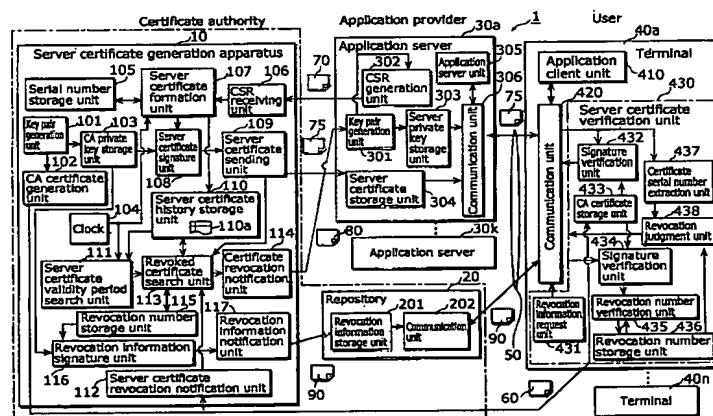 Certificate authority
Application provider
1
User
10
30a
40a
Server certificate generation apparatus
Application server
305
Terminal
105
107
106
70
302
Application server unit
306
Application client unit
410
Serial number storage unit
Server certificate formation unit
CSR receiving unit
CSR generation unit
303
75
420
430
101
103
109
75
Key pair generation unit
CA private key storage unit
Server certificate signature unit
Server certificate sending unit
Key pair generation unit
301
Server private key storage unit
Communication unit
Communication unit
Server certificate verification unit
432
Signature verification unit
437
102
108
110
433
Certificate serial number extraction unit
CA certificate generation unit
Server certificate history storage unit
Server certificate storage unit
304
CA certificate storage unit
438
Clock
104
110a
114
80
434
Revocation judgment unit
111
Application server
30k
Signature verification unit
Server certificate validity period search unit
Revoked certificate search unit
Certificate revocation notification unit
20
113
115
117
Repository
201
202
Revocation number verification unit
Revocation number storage unit
Revocation information notification unit
Revocation information storage unit
Communication unit
Revocation information request unit
431
435
436
Revocation information signature unit
Revocation number storage unit
116
90
50
112
Server certificate revocation notification unit
90
60
40n
Terminal